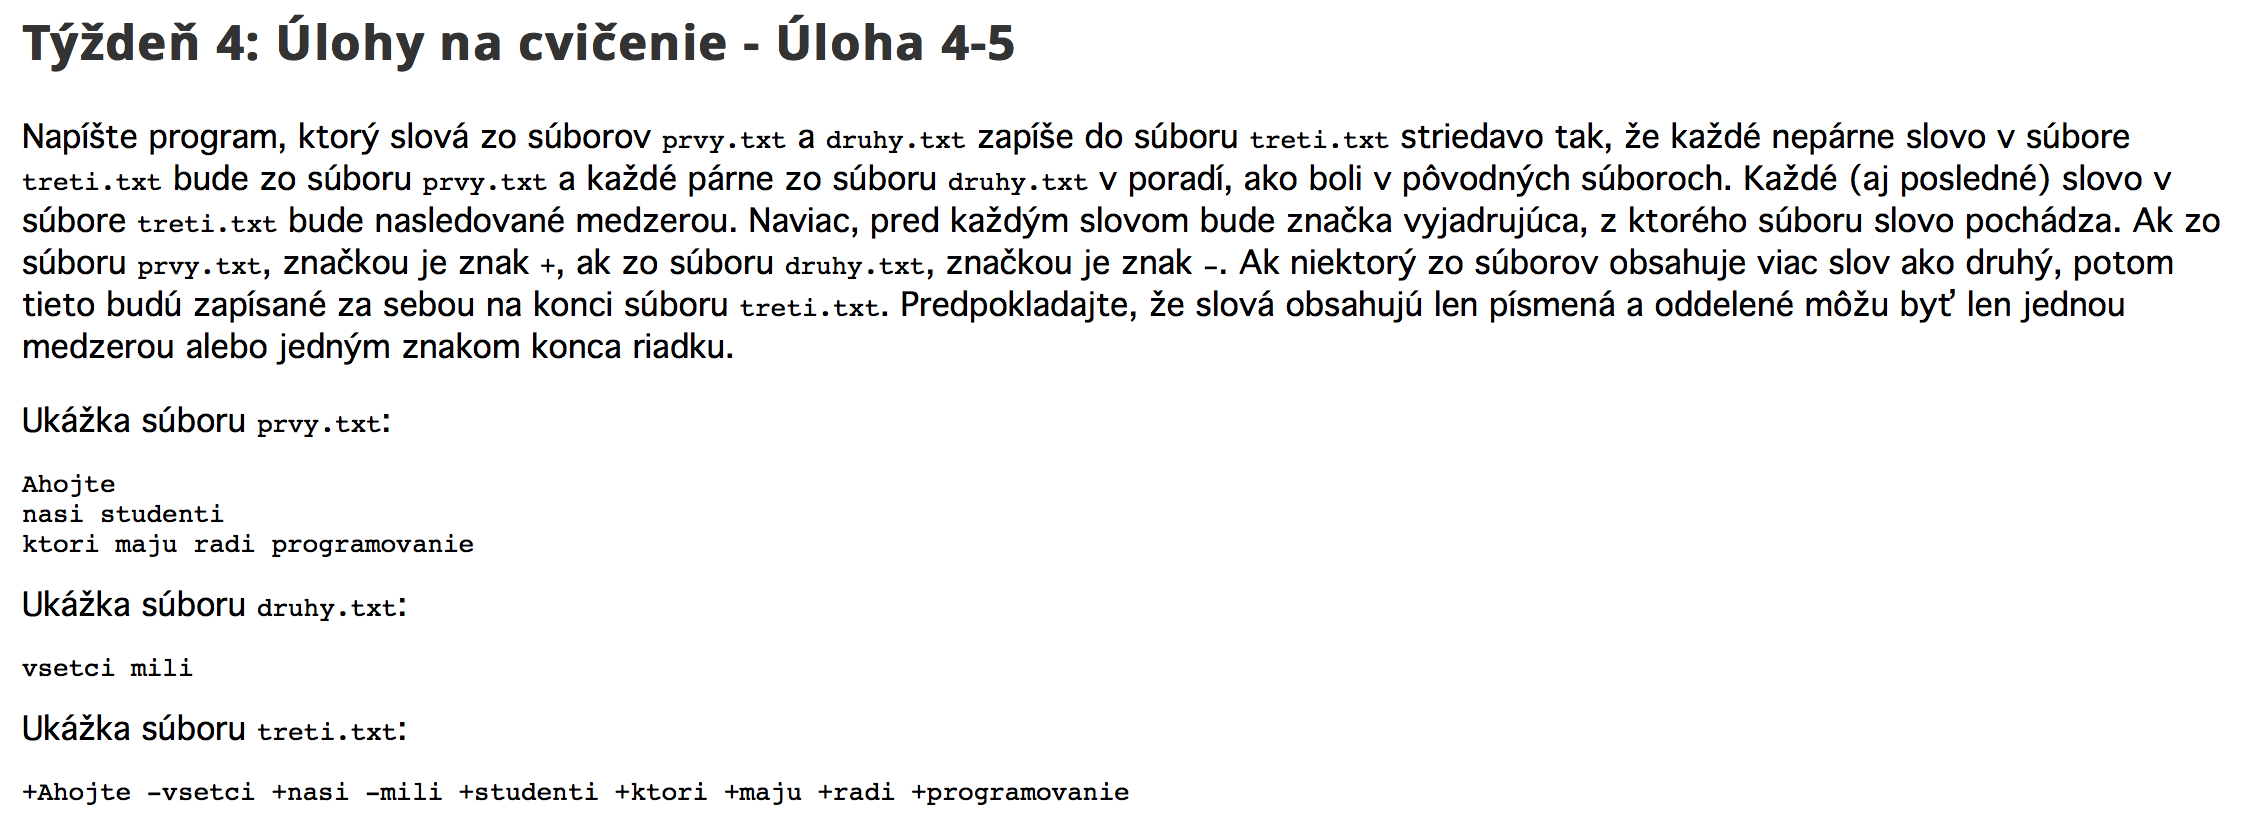 Týždeň 4: Úlohy na cvičenie - Úloha 4-5
Napíšte program, ktorý slová zo súborov prvy.txt a druhy.txt zapíše do súboru treti.txt striedavo tak, že každé nepárne slovo v súbore
treti.txt bude zo súboru prvy.txt a každé párne zo súboru druhy.txt v poradí, ako boli v pôvodných súboroch. Každé (aj posledné) slovo v
súbore treti.txt bude nasledované medzerou. Naviac, pred každým slovom bude značka vyjadrujúca, z ktorého súboru slovo pochádza. Ak zo
súboru prvy.txt, značkou je znak +, ak zo súboru druhy.txt, značkou je znak -. Ak niektorý zo súborov obsahuje viac slov ako druhý, potom
tieto budú zapísané za sebou na konci súboru treti.txt. Predpokladajte, že slová obsahujú len písmená a oddelené môžu byť len jednou
medzerou alebo jedným znakom konca riadku.
Ukážka súboru prvy.txt:
Ahojte
nasi studenti
ktori maju radi programovanie
Ukážka súboru druhy.txt:
vsetci mili
Ukážka súboru treti.txt:
+Ahojte -vsetci +nasi -mili +studenti +ktori +maju +radi +programovanie